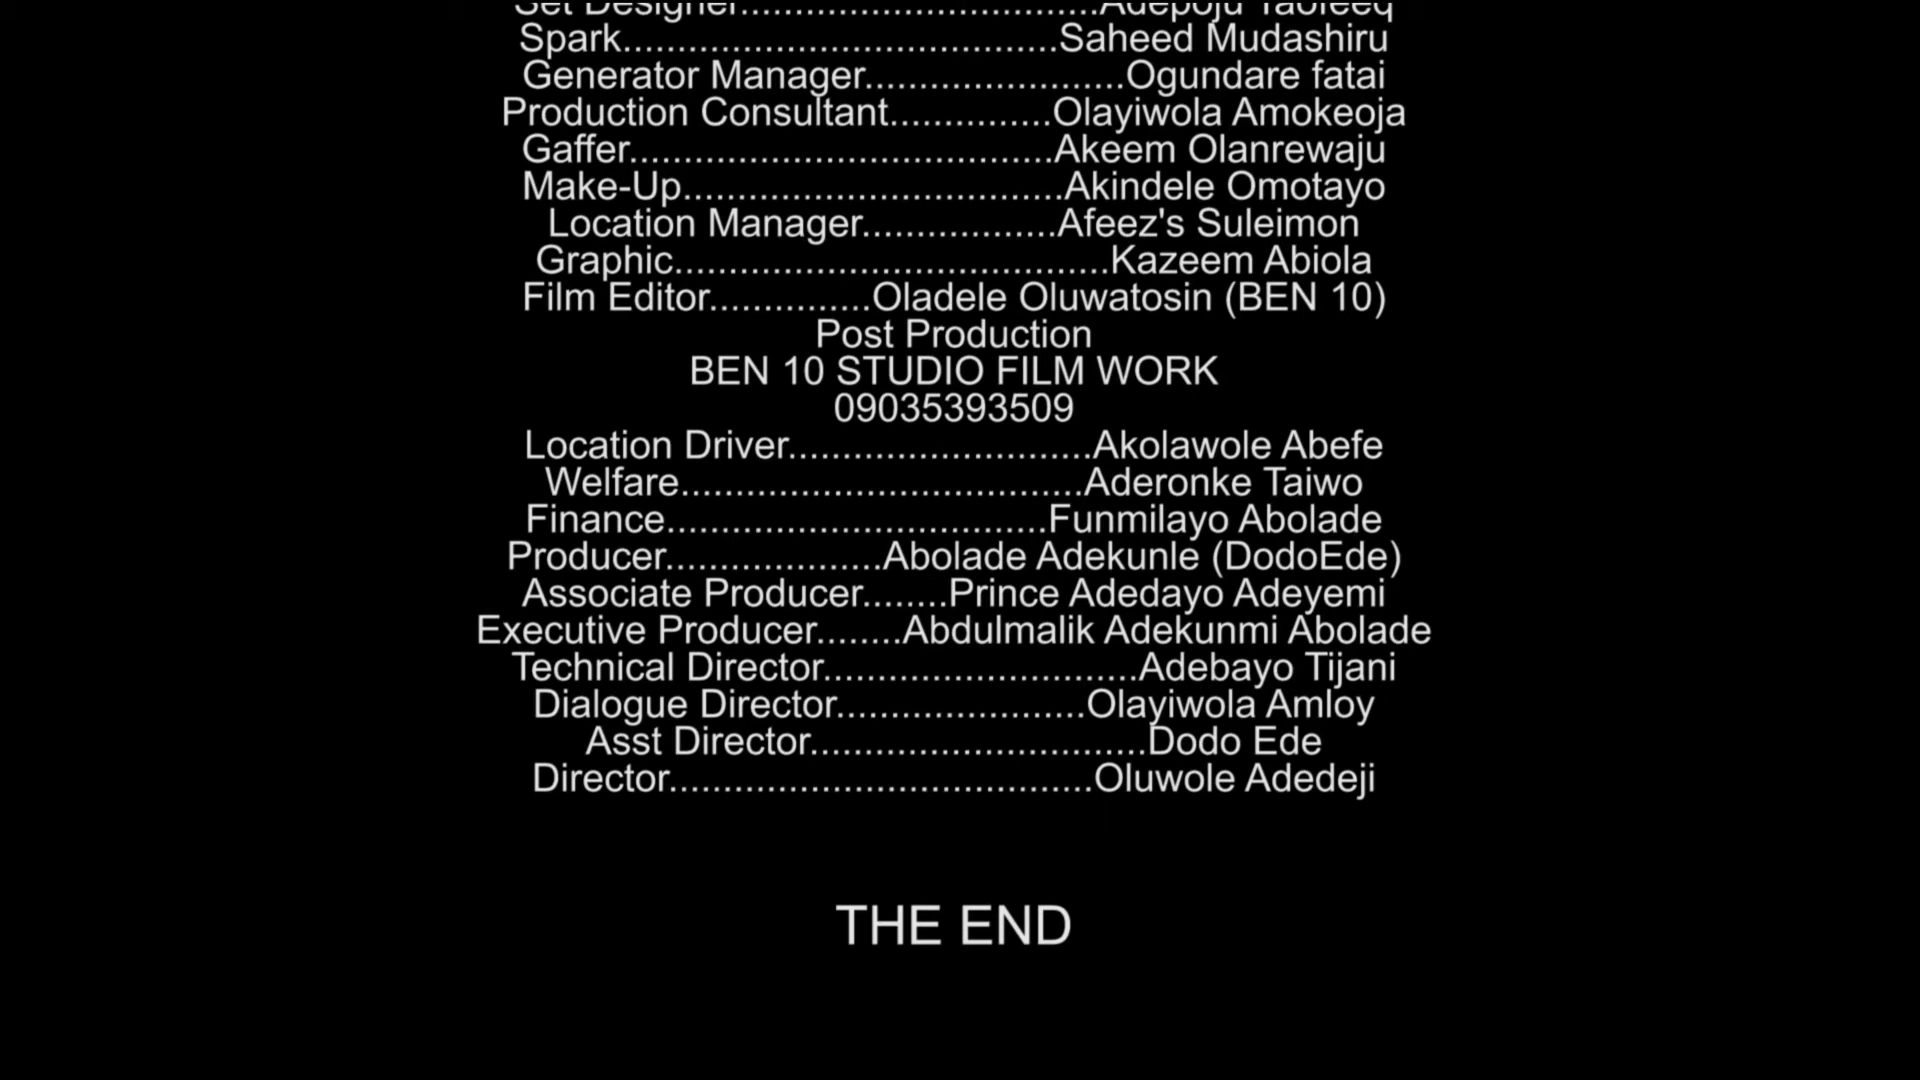 Set Designer.................................Adepoju Taofeeq
Spark........................................Saheed Mudashiru
Generator Manager........................Ogundare fatai
Production Consultant...............Olayiwola Amokeoja
Gaffer.......................................Akeem Olanrewaju
Make-Up...................................Akindele Omotayo
Location Manager..................Afeez's Suleimon
Graphic........................................Kazeem Abiola
Film Editor...............Oladele Oluwatosin (BEN 10)
Post Production
BEN 10 STUDIO FILM WORK
09035393509
Location Driver............................Akolawole Abefe
Welfare.....................................Aderonke Taiwo
Finance...................................Funmilayo Abolade
Producer....................Abolade Adekunle (DodoEde)
Associate Producer........Prince Adedayo Adeyemi
Executive Producer........Abdulmalik Adekunmi Abolade
Technical Director.............................Adebayo Tijani
Dialogue Director.......................Olayiwola Amloy
Asst Director...............................Dodo Ede
Director.......................................Oluwole Adedeji
THE END